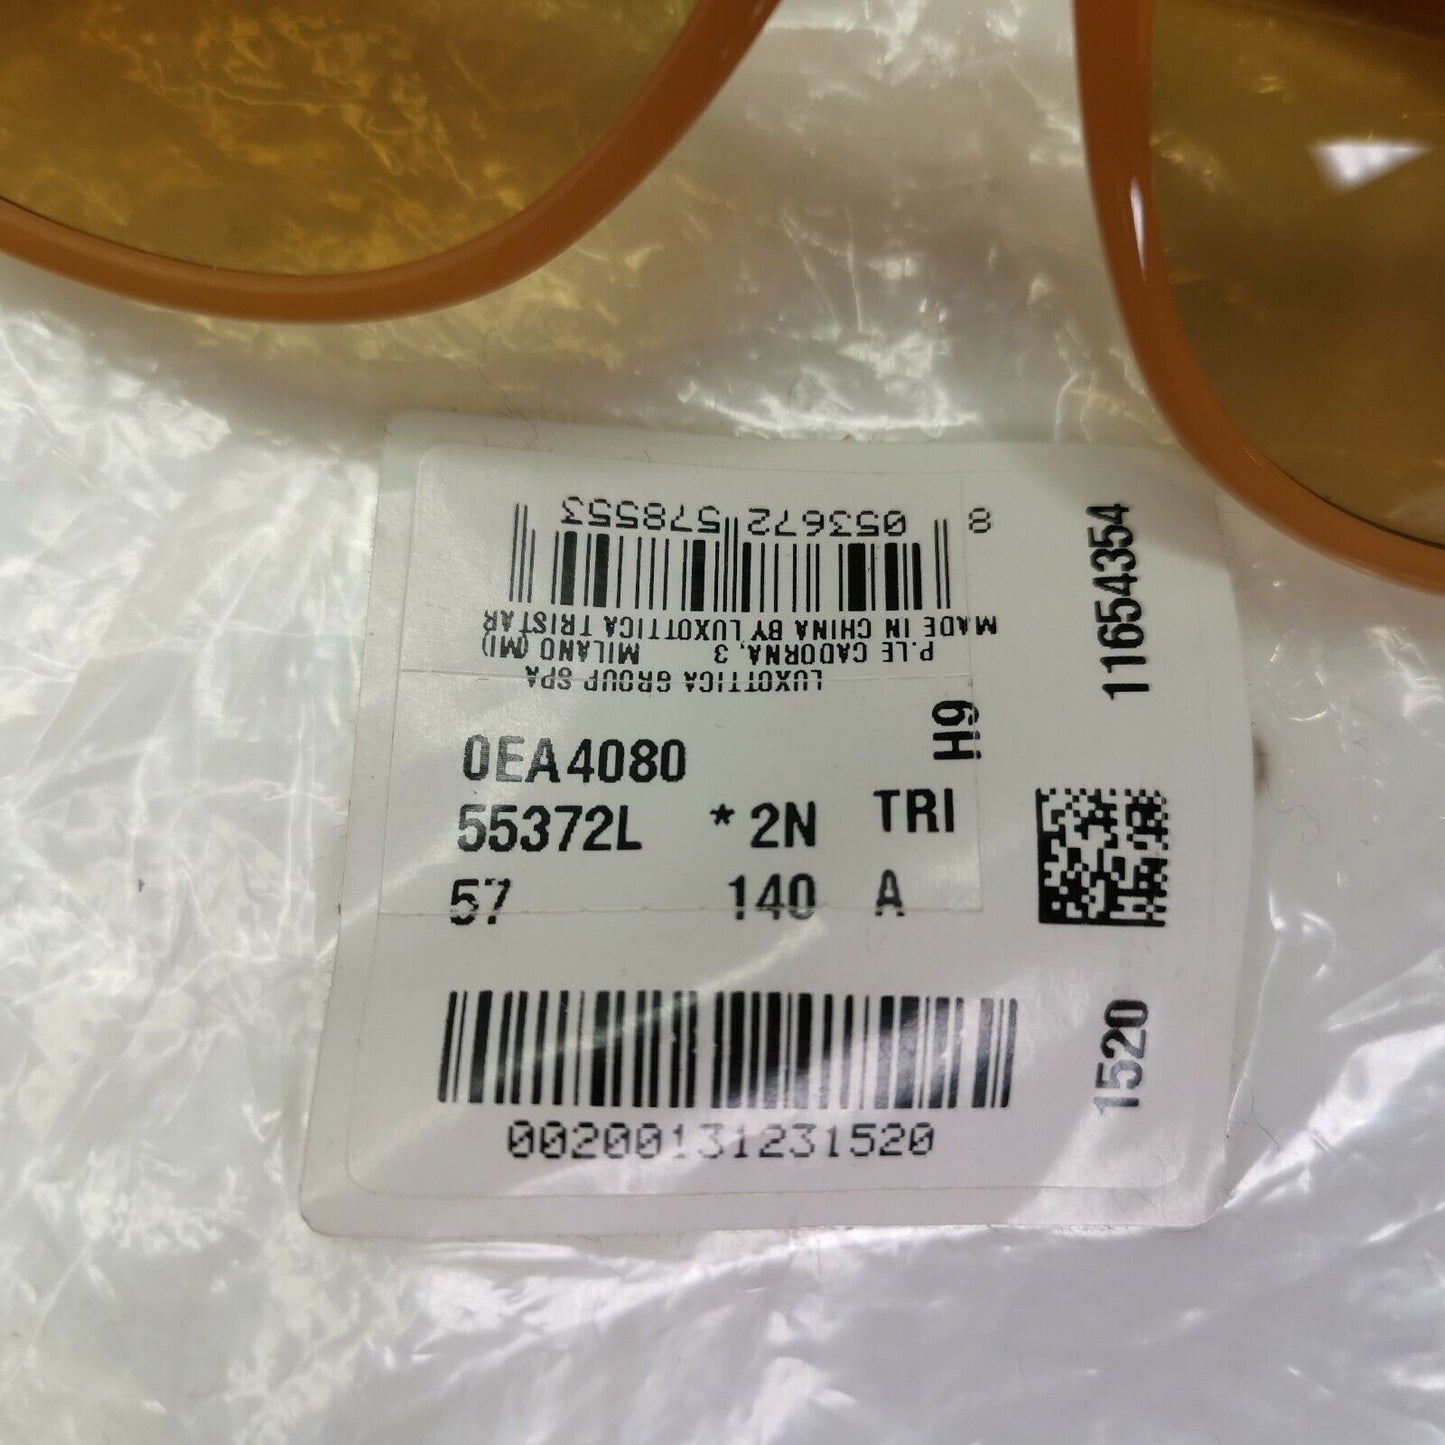 8 053672 578553
MADE IN CHINA BY LUXOTTICA TRISTAR
P.LE CADORNA, 3 MILANO (MI)
LUXOTTICA GROUP SPA
11654354
H9
0EA4080
55372L * 2N TRI
57 140 A
1520
00200131231520